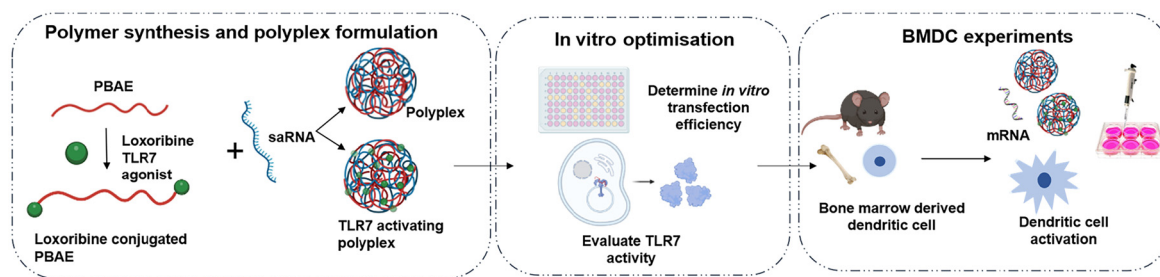 Polymer synthesis and polyplex formulation
PBAE
Loxoribine
TLR7
agonist
Loxoribine conjugated
PBAE
+
saRNA
Polyplex
TLR7 activating
polyplex
In vitro optimisation
Determine in vitro
transfection
efficiency
Evaluate TLR7
activity
BMDC experiments
mRNA
Bone marrow derived
dendritic cell
Dendritic cell
activation